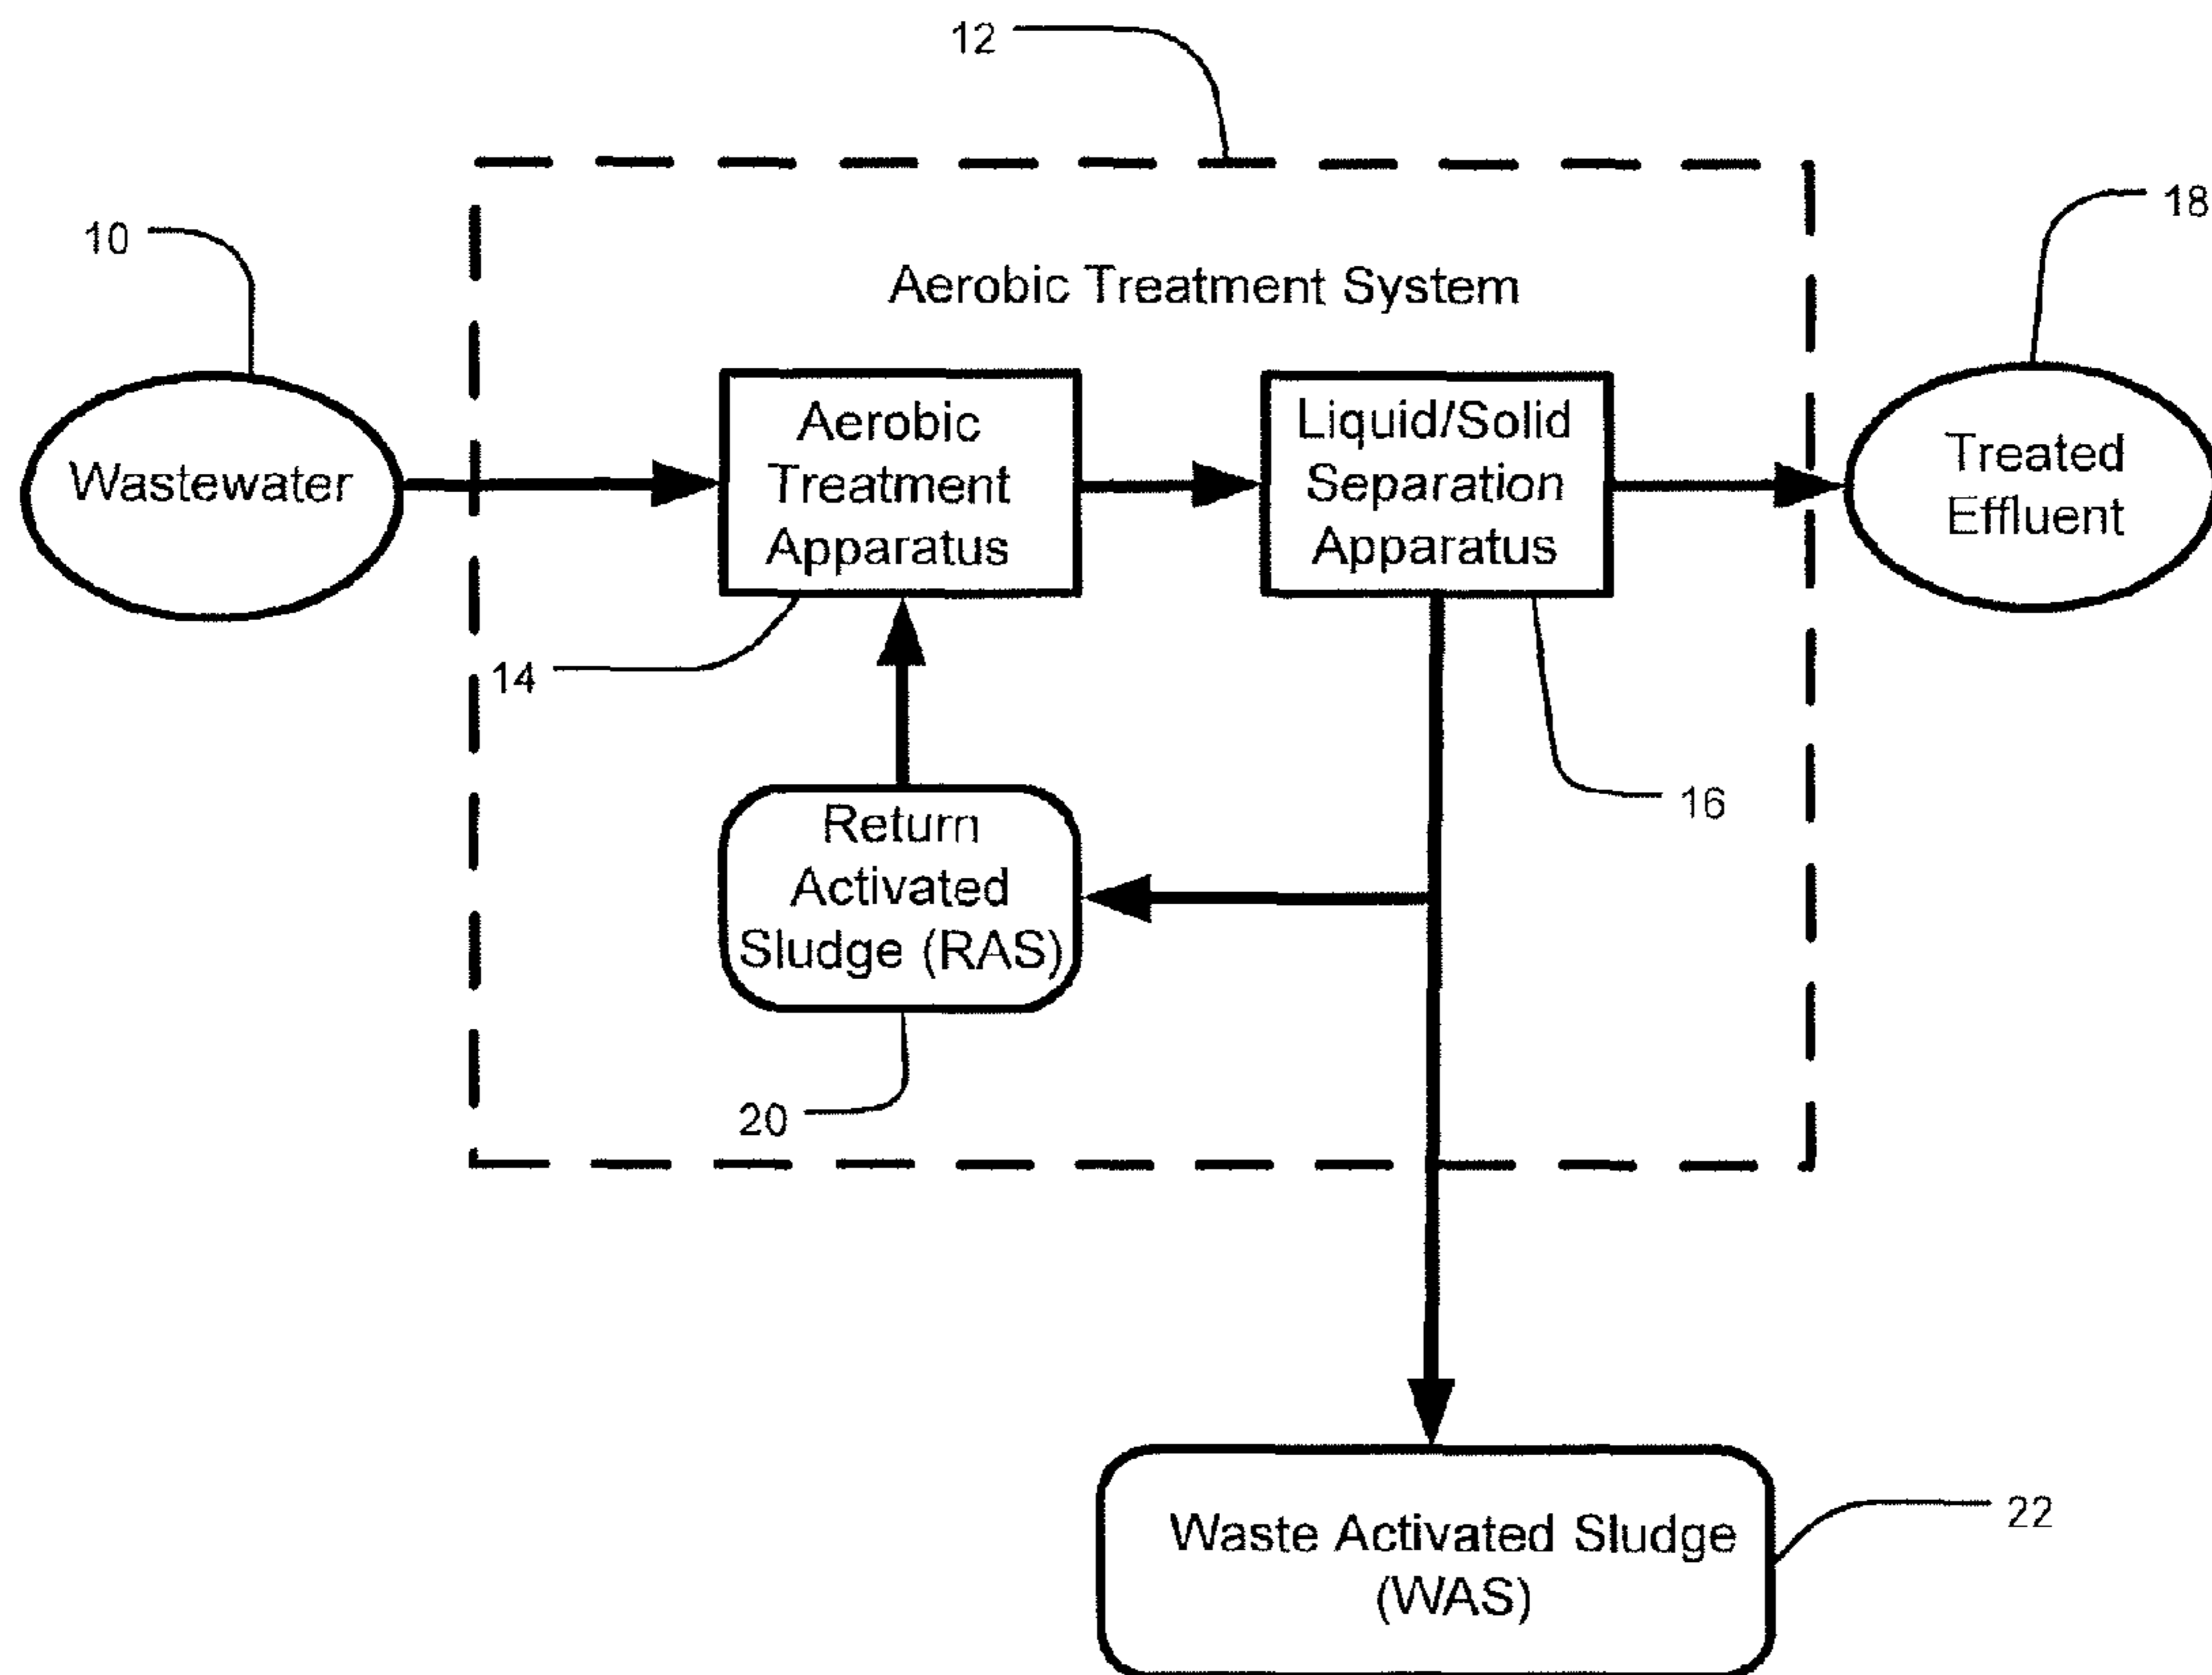 12
18
10
Aerobic Treatment System
Wastewater
Aerobic
Treatment
Apparatus
Liquid/Solid
Separation
Apparatus
Treated
Effluent
14
16
Return
Activated
Sludge (RAS)
20
Waste Activated Sludge
(WAS)
22